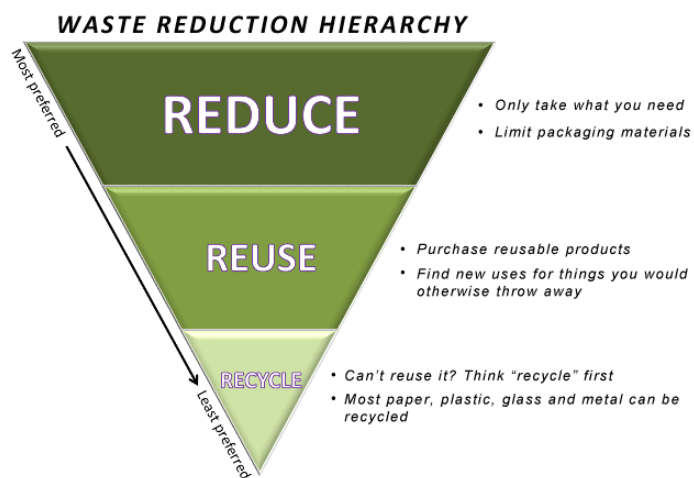 WASTE REDUCTION HIERARCHY
Most preferred
REDUCE
• Only take what you need
• Limit packaging materials
REUSE
• Purchase reusable products
• Find new uses for things you would
otherwise throw away
RECYCLE
• Can't reuse it? Think “recycle” first
• Most paper, plastic, glass and metal can be
recycled
Least preferred